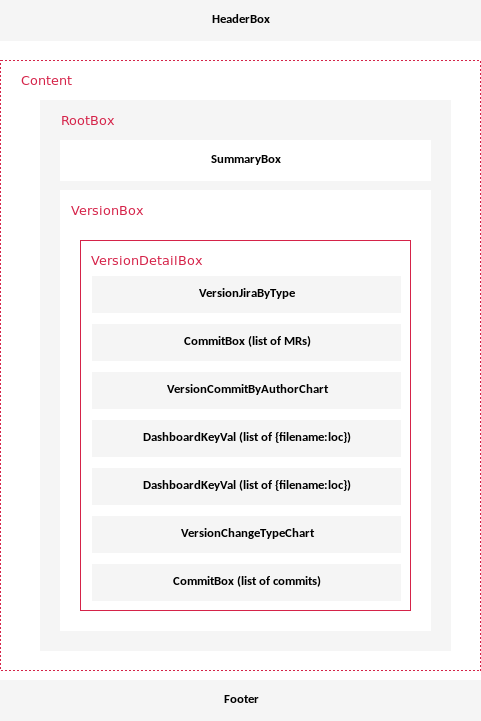 HeaderBox
Content
RootBox
SummaryBox
VersionBox
VersionDetailBox
VersionJiraByType
CommitBox (list of MRs)
VersionCommitByAuthorChart
DashboardKeyVal (list of {filename:loc})
DashboardKeyVal (list of {filename:loc})
VersionChangeTypeChart
CommitBox (list of commits)
Footer